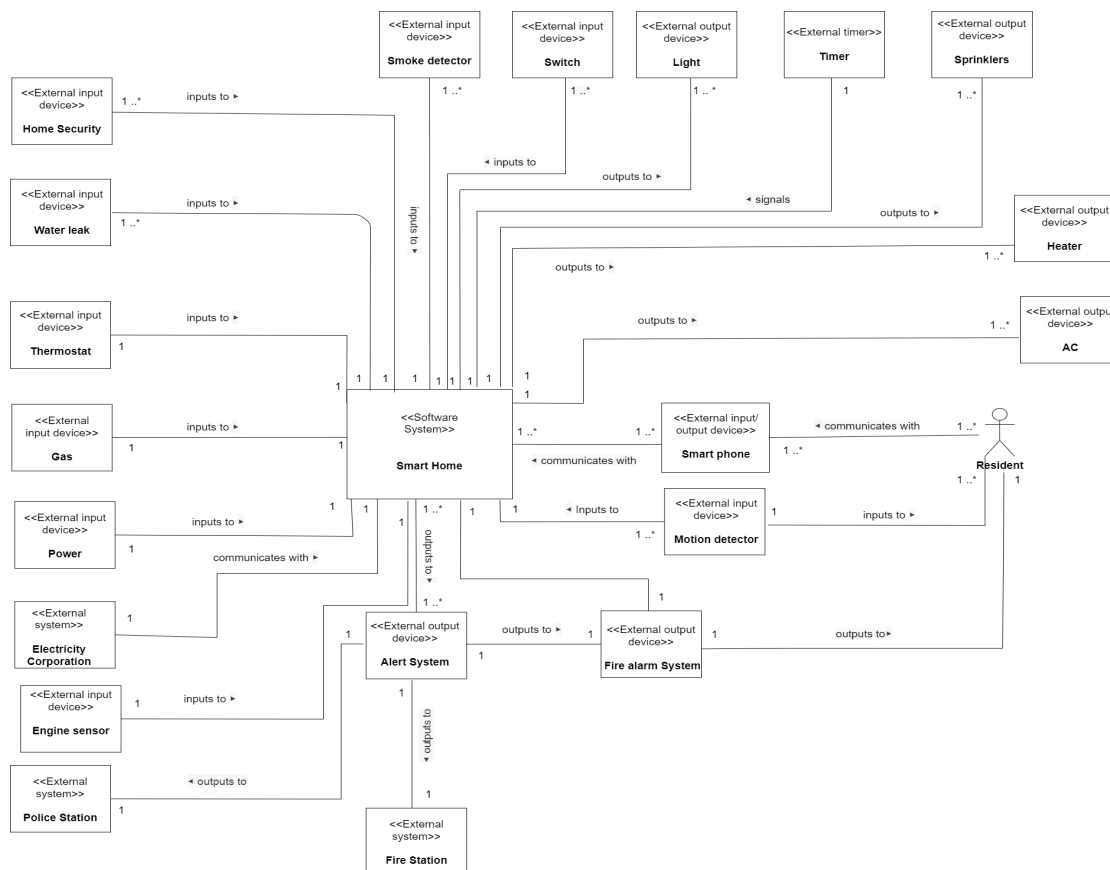 <<External input
device>>
Smoke detector
1 ..*
<<External input
device>>
Switch
1 ..*
<<External output
device>>
Light
1 ..*
<<External timer>>
Timer
1
<<External output
device>>
Sprinklers
1 ..*
<<External input
device>>
Home Security
1 ..*
inputs to ►
◄ inputs to
outputs to ►
<<External input
device>>
Water leak
1 ..*
inputs to ►
inputs to ►
◄ signals
outputs to ►
<<External output
device>>
Heater
1 ..*
outputs to ►
<<External input
device>>
Thermostat
1
inputs to ►
outputs to ►
1 ..*
<<External outpu
device>>
AC
1
1
1
1
1
1
1
1
1
1
1
<<Software
System>>
Smart Home
<<External
input device>>
Gas
1
inputs to ►
1
1 ..*
1 ..*
◄ communicates with
<<External input/
output device>>
Smart phone
◄ communicates with
1 ..*
1 ..*
Resident
1 ..*
1
<<External input
device>>
Power
1
inputs to ►
1
1
1
1 ..*
1
1
◄ Inputs to
1 ..*
<<External input
device>>
Motion detector
1
inputs to ►
communicates with ►
outputs to ►
<<External
system>>
Electricity
Corporation
1
1 ..*
1
<<External output
device>>
Alert System
1
outputs to ►
1
1
<<External output
device>>
Fire alarm System
1
outputs to►
<<External input
device>>
Engine sensor
1
inputs to ►
1
outputs to ►
<<External
system>>
Police Station
1
◄ outputs to
1
<<External
system>>
Fire Station